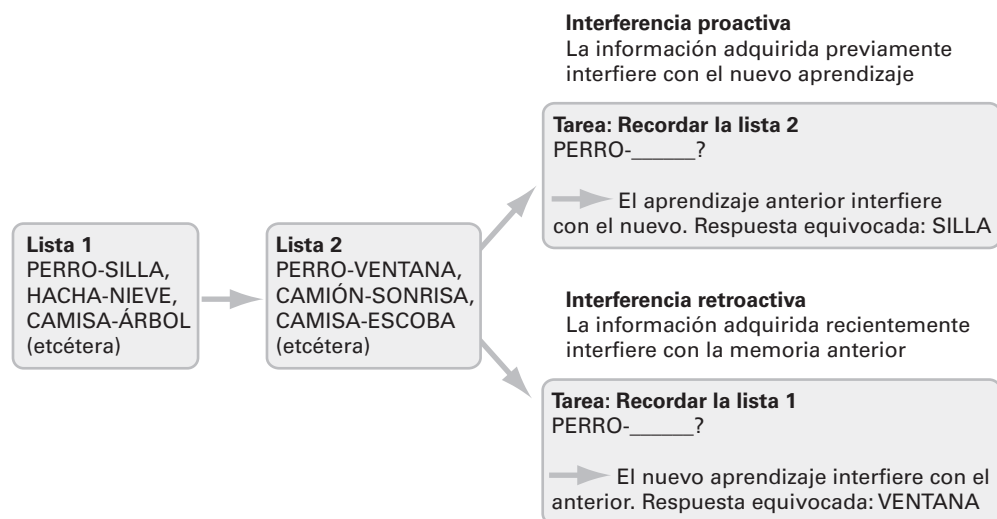 Interferencia proactiva
La información adquirida previamente
interfiere con el nuevo aprendizaje
Tarea: Recordar la lista 2
PERRO-______?
El aprendizaje anterior interfiere
con el nuevo. Respuesta equivocada: SILLA
Lista 1
PERRO-SILLA,
HACHA-NIEVE,
CAMISA-ÁRBOL
(etcétera)
Lista 2
PERRO-VENTANA,
CAMIÓN-SONRISA,
CAMISA-ESCOBA
(etcétera)
Interferencia retroactiva
La información adquirida recientemente
interfiere con la memoria anterior
Tarea: Recordar la lista 1
PERRO-______?
El nuevo aprendizaje interfiere con el
anterior. Respuesta equivocada: VENTANA